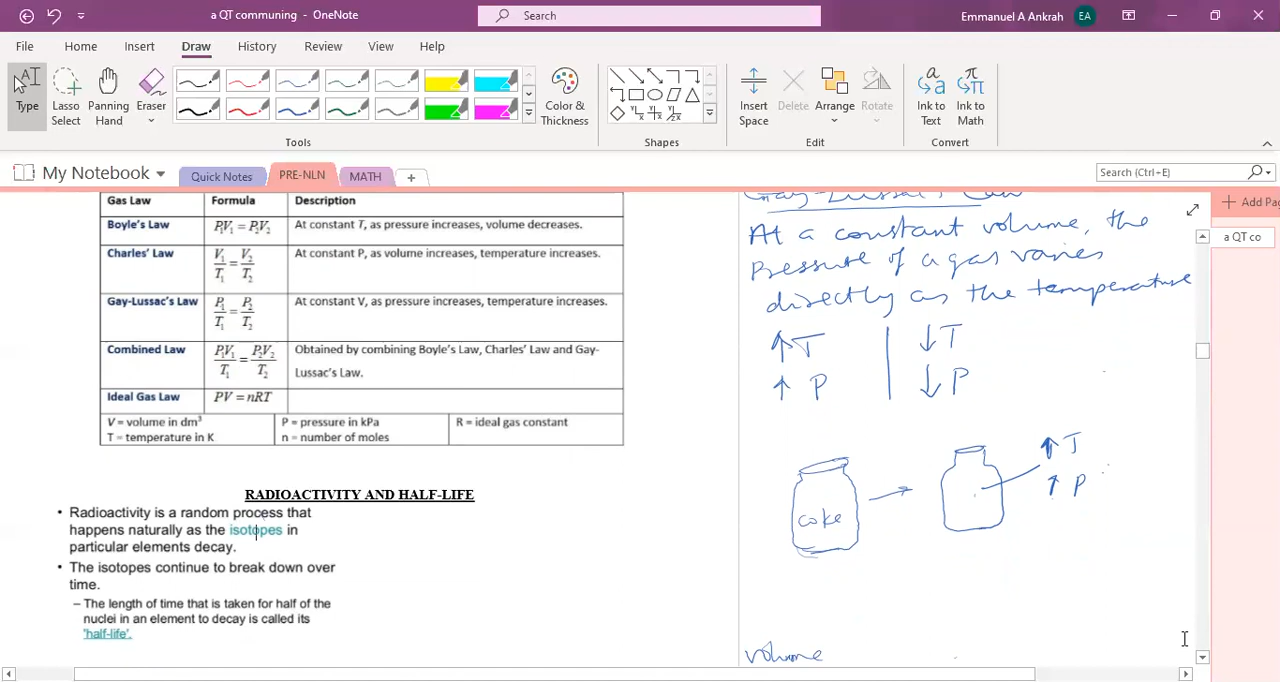 a QT communing - OneNote
Search
Emmanuel A Ankrah
EA
File
Home
Insert
Draw
History
Review
View
Help
Type
Lasso Select
Panning Hand
Eraser
Color & Thickness
Insert Space
Delete
Arrange
Rotate
Ink to Text
Ink to Math
Tools
Shapes
Edit
Convert
My Notebook
Quick Notes
PRE-NLN
MATH
Search (Ctrl+E)
Add Pag
a QT co
Gas Law Formula Description
Boyle's Law P₁V₁ = P₂V₂ At constant T, as pressure increases, volume decreases.
Charles' Law V₁/T₁ = V₂/T₂ At constant P, as volume increases, temperature increases.
Gay-Lussac's Law P₁/T₁ = P₂/T₂ At constant V, as pressure increases, temperature increases.
Combined Law P₁V₁/T₁ = P₂V₂/T₂ Obtained by combining Boyle's Law, Charles' Law and Gay-
Lussac's Law.
Ideal Gas Law PV = nRT
V = volume in dm³ P = pressure in kPa R = ideal gas constant
T = temperature in K n = number of moles
RADIOACTIVITY AND HALF-LIFE
• Radioactivity is a random process that
happens naturally as the isotopes in
particular elements decay.
• The isotopes continue to break down over
time.
– The length of time that is taken for half of the
nuclei in an element to decay is called its
'half-life'.
Gay-Lussac's Law
At a constant volume, the
Pressure of a gas varies
directly as the temperature
↑ T ↓ T
↑ P ↓ P
coke
↑ T
↑ P
volume